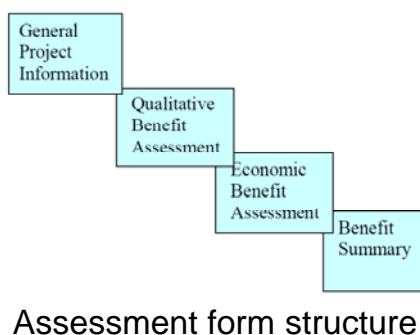 General
Project
Information
Qualitative
Benefit
Assessment
Economic
Benefit
Assessment
Benefit
Summary
Assessment form structure